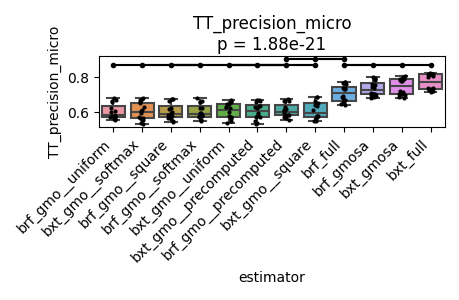 TT_precision_micro
p = 1.88e-21
TT_precision_micro
0.8
0.6
brf_gmo__uniform
bxt_gmo__softmax
brf_gmo__square
brf_gmo__softmax
bxt_gmo__uniform
bxt_gmo__precomputed
brf_gmo__precomputed
bxt_gmo__square
brf_full
brf_gmosa
bxt_gmosa
bxt_full
estimator